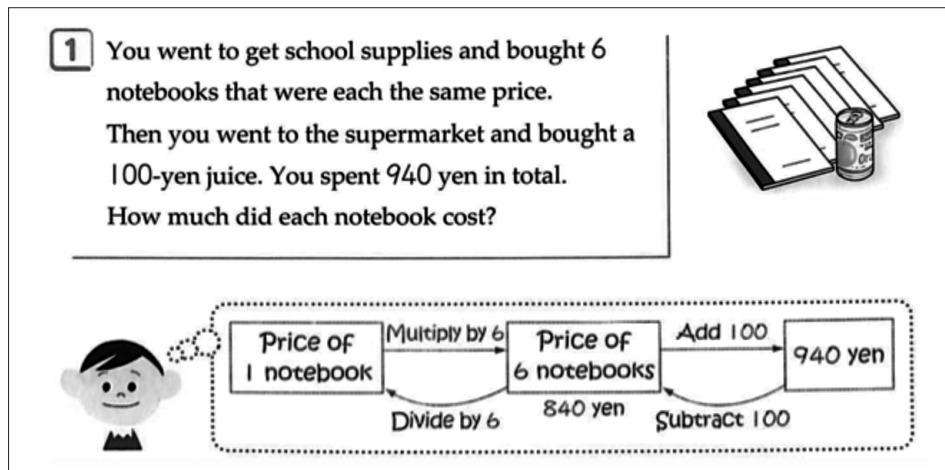 1 You went to get school supplies and bought 6
notebooks that were each the same price.
Then you went to the supermarket and bought a
100-yen juice. You spent 940 yen in total.
How much did each notebook cost?
Price of
1 notebook
Multiply by 6
Divide by 6
Price of
6 notebooks
840 yen
Add 100
Subtract 100
940 yen